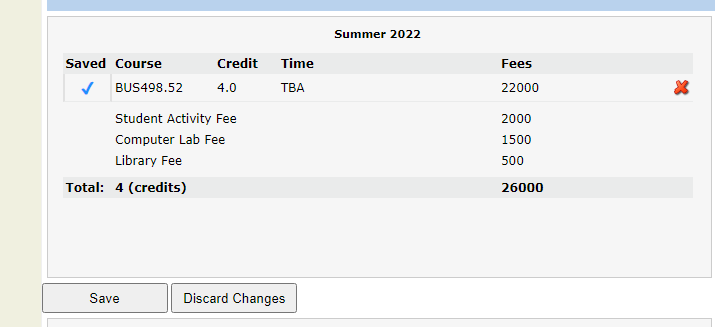 Summer 2022
Saved Course Credit Time Fees
BUS498.52 4.0 TBA 22000
Student Activity Fee 2000
Computer Lab Fee 1500
Library Fee 500
Total: 4 (credits) 26000
Save Discard Changes